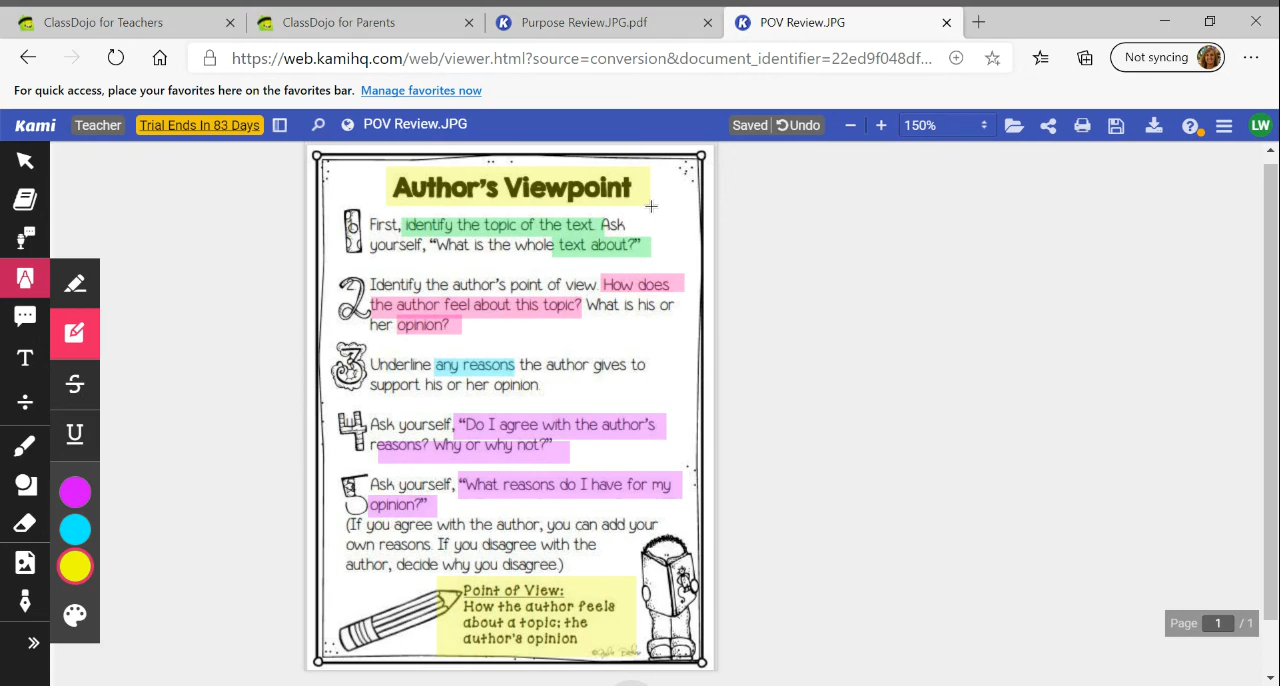 ClassDojo for Teachers
ClassDojo for Parents
Purpose Review.JPG.pdf
POV Review.JPG
https://web.kamihq.com/web/viewer.html?source=conversion&document_identifier=22ed9f048df...
Not syncing
For quick access, place your favorites here on the favorites bar. Manage favorites now
Kami
Teacher
Trial Ends In 83 Days
POV Review.JPG
Saved
Undo
150%
LW
Author's Viewpoint
1 First, identify the topic of the text. Ask
yourself, "What is the whole text about?"
2 Identify the author's point of view. How does
the author feel about this topic? What is his or
her opinion?
3 Underline any reasons the author gives to
support his or her opinion.
4 Ask yourself, "Do I agree with the author's
reasons? Why or why not?"
5 Ask yourself, "What reasons do I have for my
opinion?"
(If you agree with the author, you can add your
own reasons. If you disagree with the
author, decide why you disagree.)
Point of View:
How the author feels
about a topic; the
author's opinion
Page 1 / 1